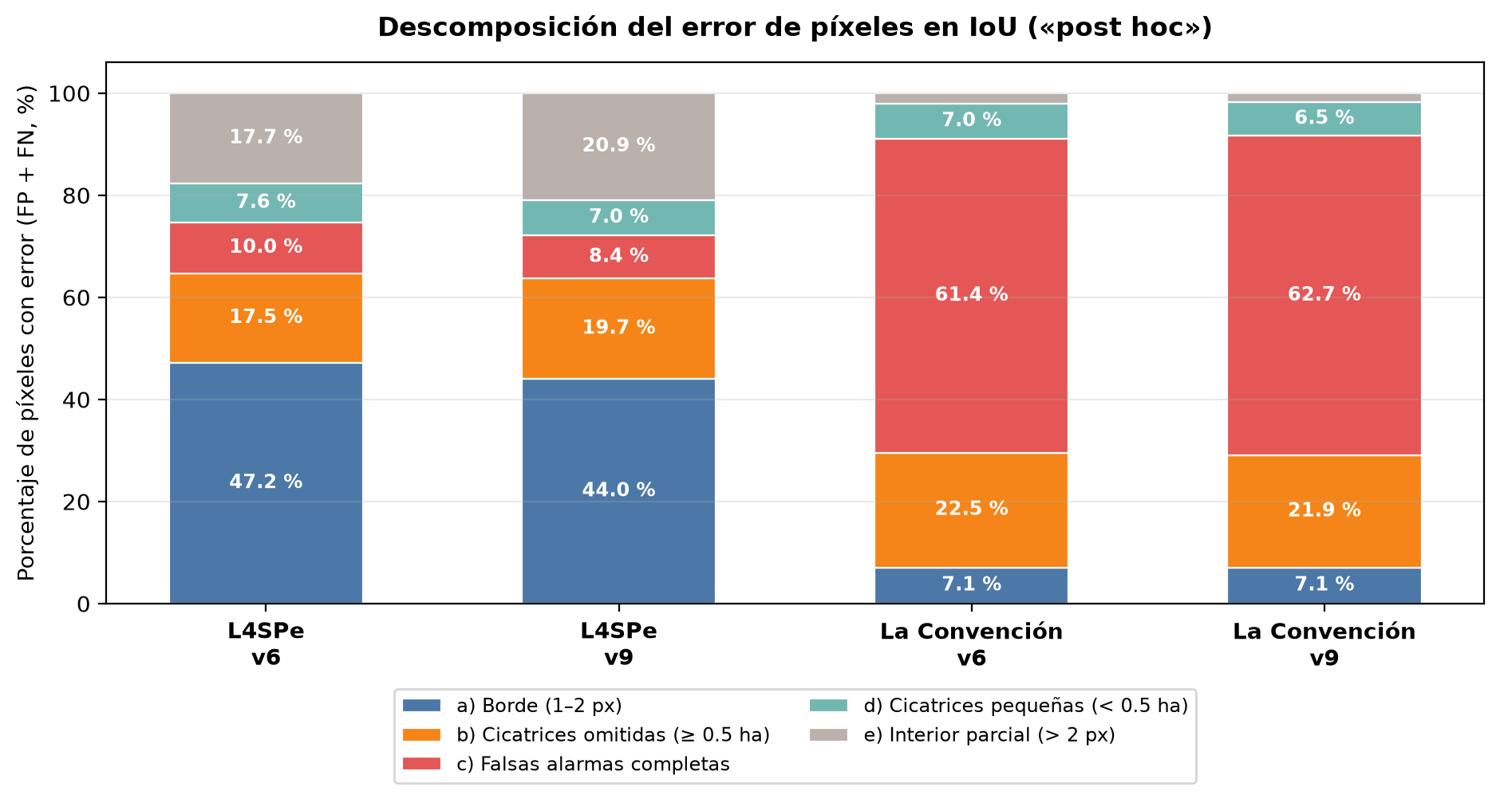 Descomposición del error de píxeles en IoU («post hoc»)
Porcentaje de píxeles con error (FP + FN, %)
100
80
60
40
20
0
17.7 %
7.6 %
10.0 %
17.5 %
47.2 %
20.9 %
7.0 %
8.4 %
19.7 %
44.0 %
7.0 %
61.4 %
22.5 %
7.1 %
6.5 %
62.7 %
21.9 %
7.1 %
L4SPe
v6
L4SPe
v9
La Convención
v6
La Convención
v9
a) Borde (1–2 px)
b) Cicatrices omitidas (≥ 0.5 ha)
c) Falsas alarmas completas
d) Cicatrices pequeñas (< 0.5 ha)
e) Interior parcial (> 2 px)